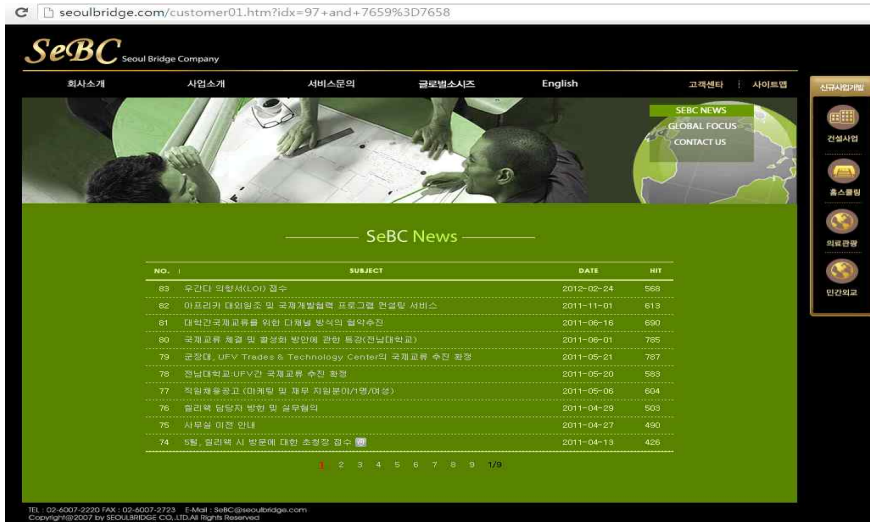 seoulbridge.com/customer01.htm?idx=97+and+7659%3D7658
SeBC Seoul Bridge Company
회사소개 사업소개 서비스문의 글로벌소시즈 English 고객센타 사이트맵
신규사업개발
SEBC NEWS
GLOBAL FOCUS
CONTACT US
건설사업
홈스쿨링
의료관광
민간외교
SeBC News
NO. SUBJECT DATE HIT
83 우간다 의향서(LOI) 접수 2012-02-24 568
82 아프리카 대외원조 및 국제개발협력 프로그램 컨설팅 서비스 2011-11-01 613
81 대학간국제교류를 위한 다채널 방식의 협약추진 2011-06-16 690
80 국제교류 체결 및 활성화 방안에 관한 특강(전남대학교) 2011-06-01 785
79 군장대, UFV Trades & Technology Center의 국제교류 추진 확정 2011-05-21 787
78 전남대학교-UFV간 국제교류 추진 확정 2011-05-20 583
77 직원채용공고 (마케팅 및 재무 지원분야/1명/여성) 2011-05-06 604
76 칠리왁 담당자 방한 및 실무협의 2011-04-29 503
75 사무실 이전 안내 2011-04-27 490
74 5월, 칠리왁 시 방문에 대한 초청장 접수 2011-04-13 426
1 2 3 4 5 6 7 8 9 1/9
TEL : 02-6007-2220 FAX : 02-6007-2723 E-Mail : SeBC@seoulbridge.com
Copyright@2007 by SEOULBRIDGE CO,.LTD.All Rights Reserved